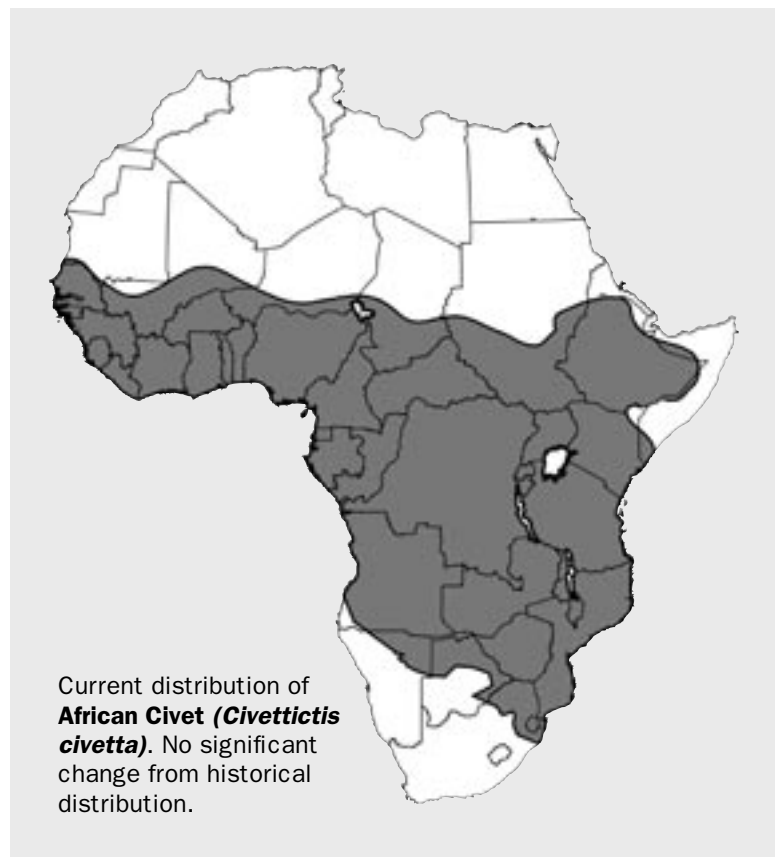 Current distribution of
African Civet (Civettictis
civetta). No significant
change from historical
distribution.